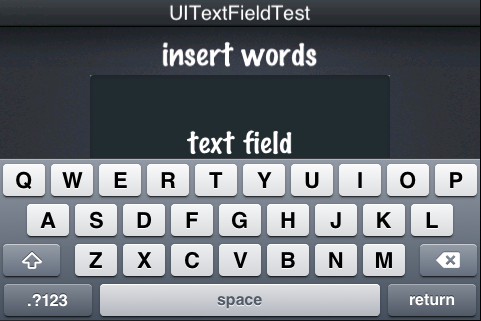 UITextFieldTest
insert words
text field
Q W E R T Y U I O P
A S D F G H J K L
Z X C V B N M
.?123 space return